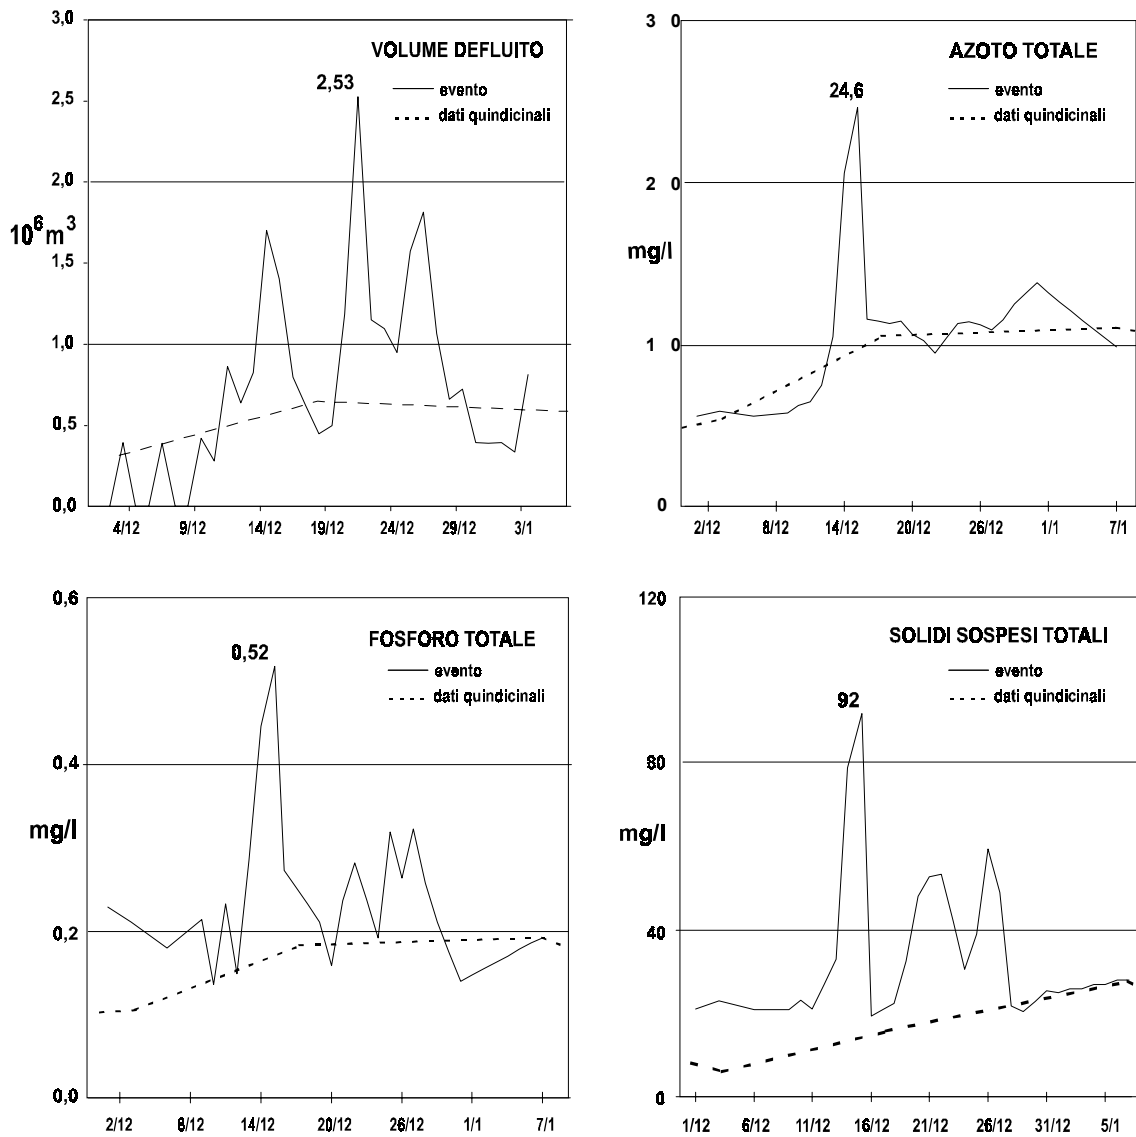 3,0
VOLUME DEFLUITO
2,53
evento
2,5
dati quindicinali
2,0
10⁶m³
1,5
1,0
0,5
0,0
4/12 9/12 14/12 19/12 24/12 29/12 3/1
3 0
AZOTO TOTALE
24,6
evento
dati quindicinali
2 0
mg/l
1 0
0
2/12 8/12 14/12 20/12 26/12 1/1 7/1
0,6
FOSFORO TOTALE
0,52
evento
dati quindicinali
0,4
mg/l
0,2
0,0
2/12 8/12 14/12 20/12 26/12 1/1 7/1
120
SOLIDI SOSPESI TOTALI
evento
92
dati quindicinali
80
mg/l
40
0
1/12 6/12 11/12 16/12 21/12 26/12 31/12 5/1